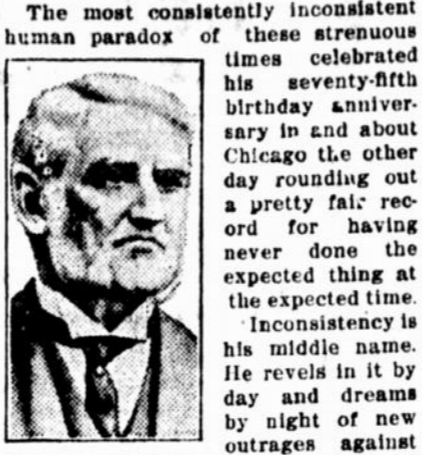 The most consistently inconsistent
human paradox of these strenuous
times celebrated
his seventy-fifth
birthday anniver-
sary in and about
Chicago the other
day rounding out
a pretty fair rec-
ord for having
never done the
expected thing at
the expected time.
Inconsistency is
his middle name.
He revels in it by
day and dreams
by night of new
outrages against